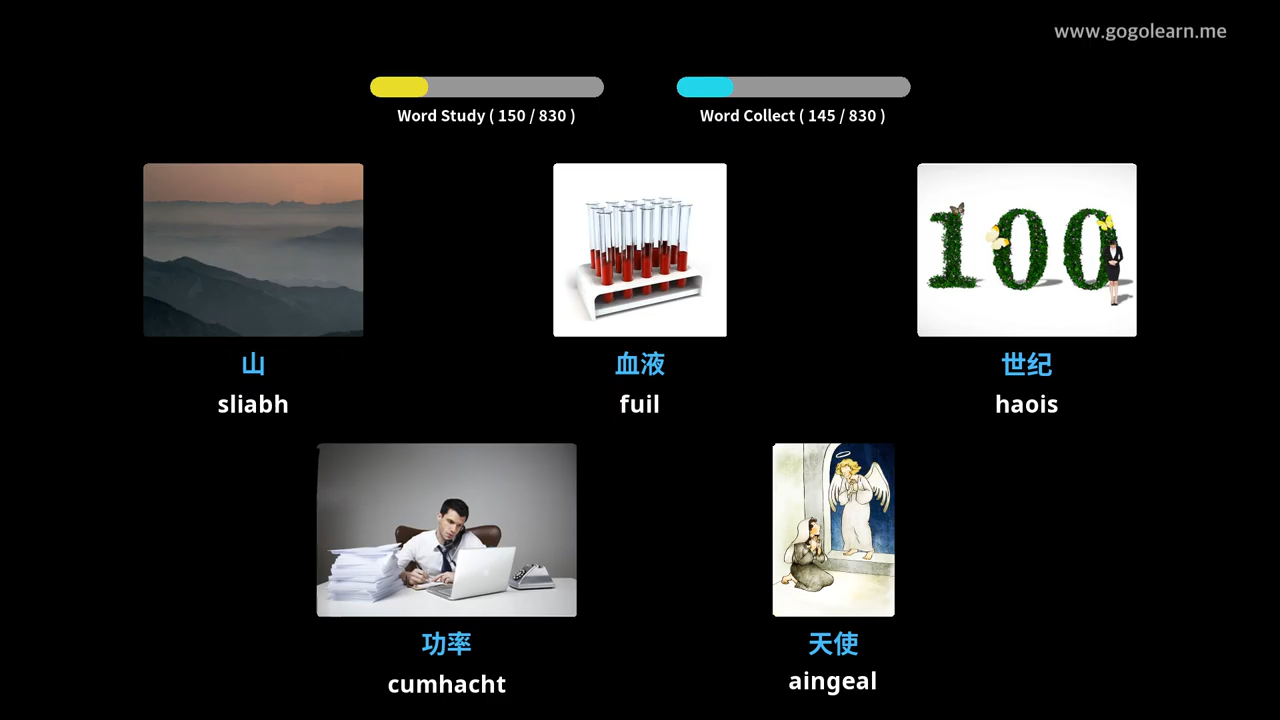 www.gogolearn.me
Word Study ( 150 / 830 )
Word Collect ( 145 / 830 )
100
山
血液
世纪
sliabh
fuil
haois
功率
天使
cumhacht
aingeal